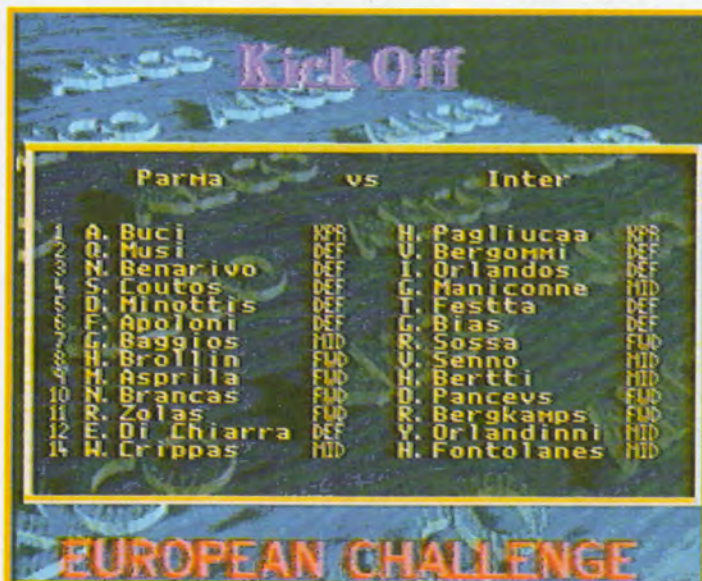 Kick Off
Parma vs Inter
1 A. Buci KPR H. Pagliucaa KPR
2 Q. Musi DEF V. Bergommi DEF
3 N. Benarivo DEF I. Orlandos DEF
4 S. Coutos DEF G. Maniconne MID
5 D. Minottis DEF T. Festta DEF
6 F. Apoloni DEF G. Bias DEF
7 G. Baggios MID R. Sossa FWD
8 H. Brollin FWD V. Senno MID
9 M. Asprila FWD H. Bertti MID
10 N. Brancas FWD D. Pancevs FWD
11 R. Zolas FWD R. Bergkamps FWD
12 E. Di Chiarra DEF Y. Orlandinni MID
14 W. Crippas MID H. Fontolanes MID
EUROPEAN CHALLENGE